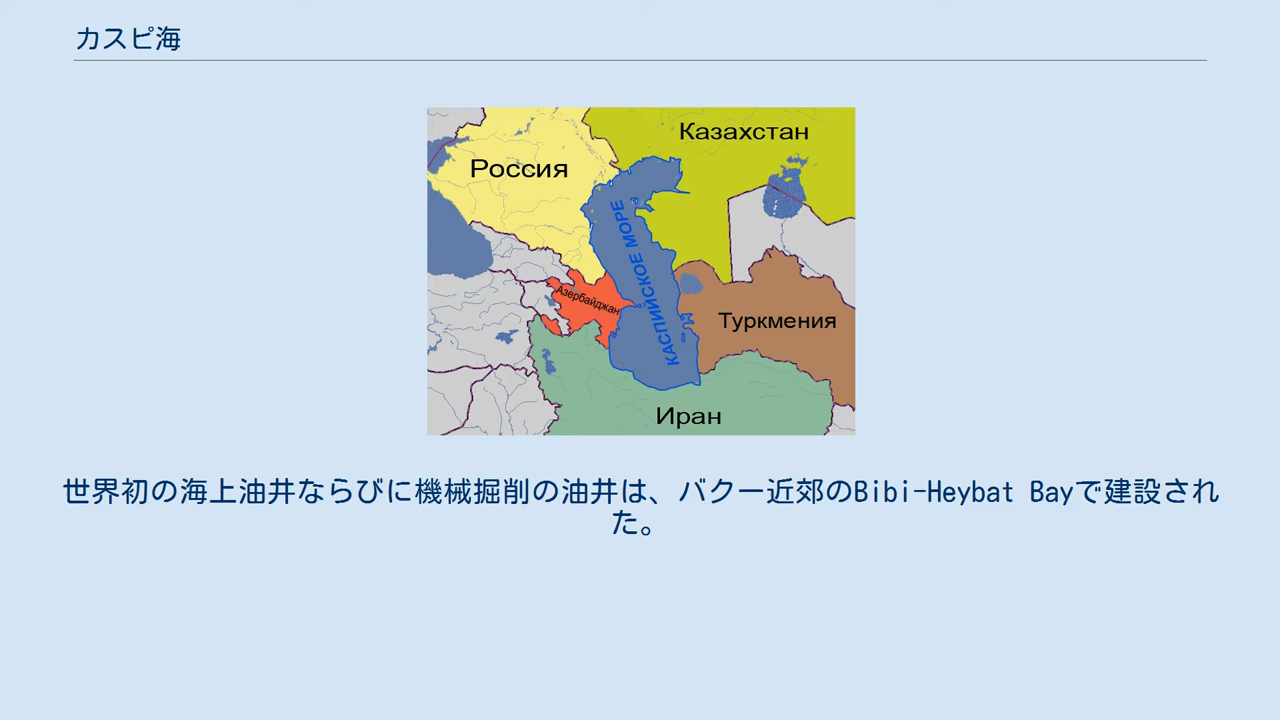 カスピ海
Казахстан
Россия
КАСПИЙСКОЕ МОРЕ
Азербайджан
Туркмения
Иран
世界初の海上油井ならびに機械掘削の油井は、バクー近郊のBibi-Heybat Bayで建設され
た。